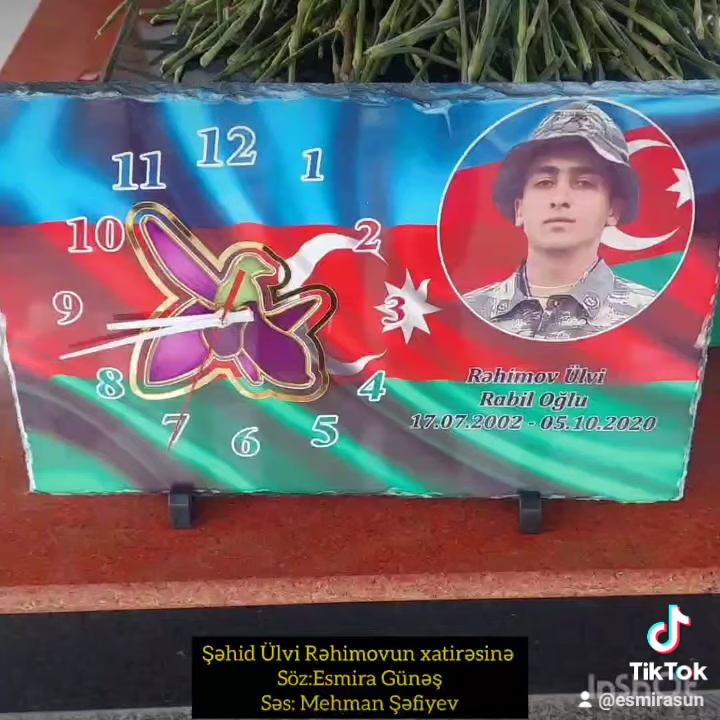 12
11
1
10
2
9
3
8
4
7
5
6
Rəhimov Ülvi
Rabil Oğlu
17.07.2002 - 05.10.2020
Şəhid Ülvi Rəhimovun xatirəsinə
Söz:Esmira Günəş
Səs: Mehman Şəfiyev
TikTok
InShOt
@esmirasun